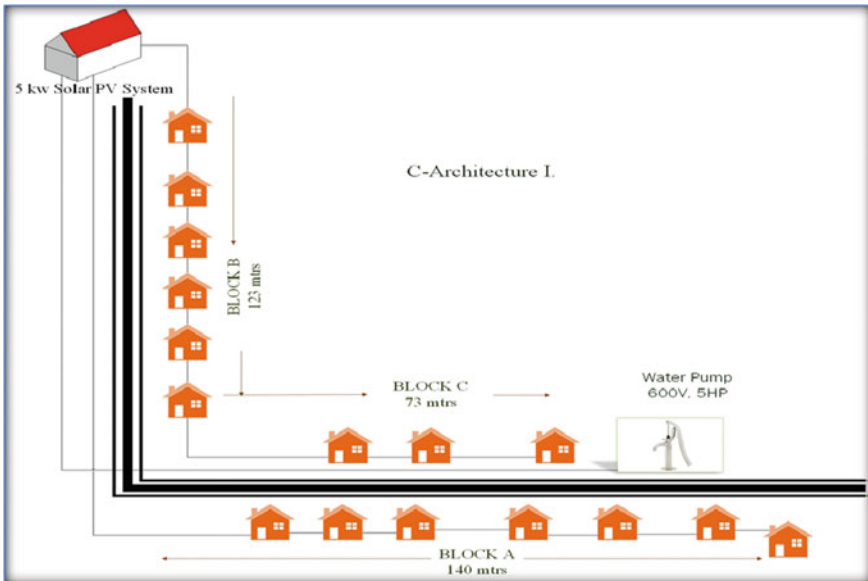 5 kw Solar PV System
C-Architecture I.
BLOCK B
123 mtrs
BLOCK C
73 mtrs
Water Pump
600V, 5HP
BLOCK A
140 mtrs